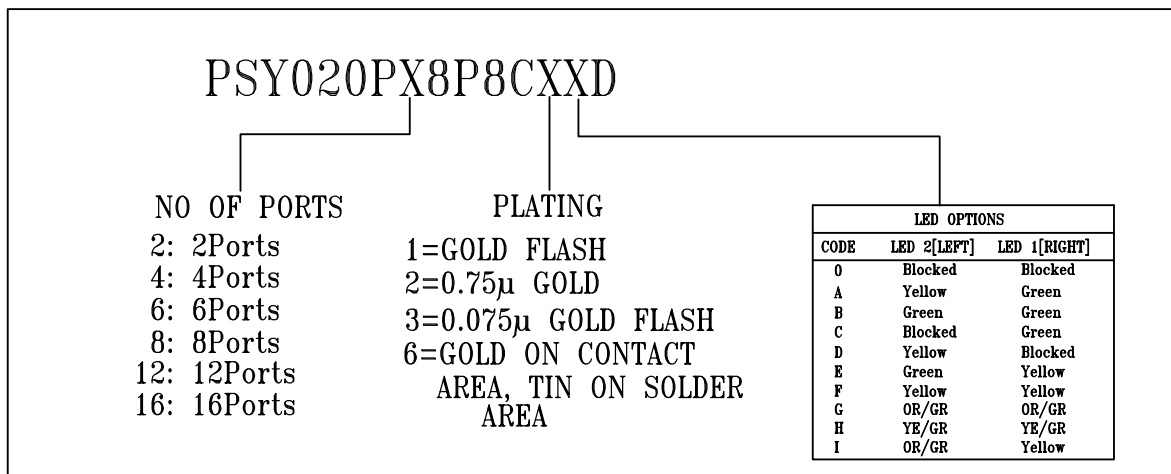 PSY020PX8P8CXXD
NO OF PORTS
2: 2Ports
4: 4Ports
6: 6Ports
8: 8Ports
12: 12Ports
16: 16Ports
PLATING
1=GOLD FLASH
2=0.75µ GOLD
3=0.075µ GOLD FLASH
6=GOLD ON CONTACT
AREA, TIN ON SOLDER
AREA
LED OPTIONS
CODE LED 2[LEFT] LED 1[RIGHT]
0 Blocked Blocked
A Yellow Green
B Green Green
C Blocked Green
D Yellow Blocked
E Green Yellow
F Yellow Yellow
G OR/GR OR/GR
H YE/GR YE/GR
I OR/GR Yellow